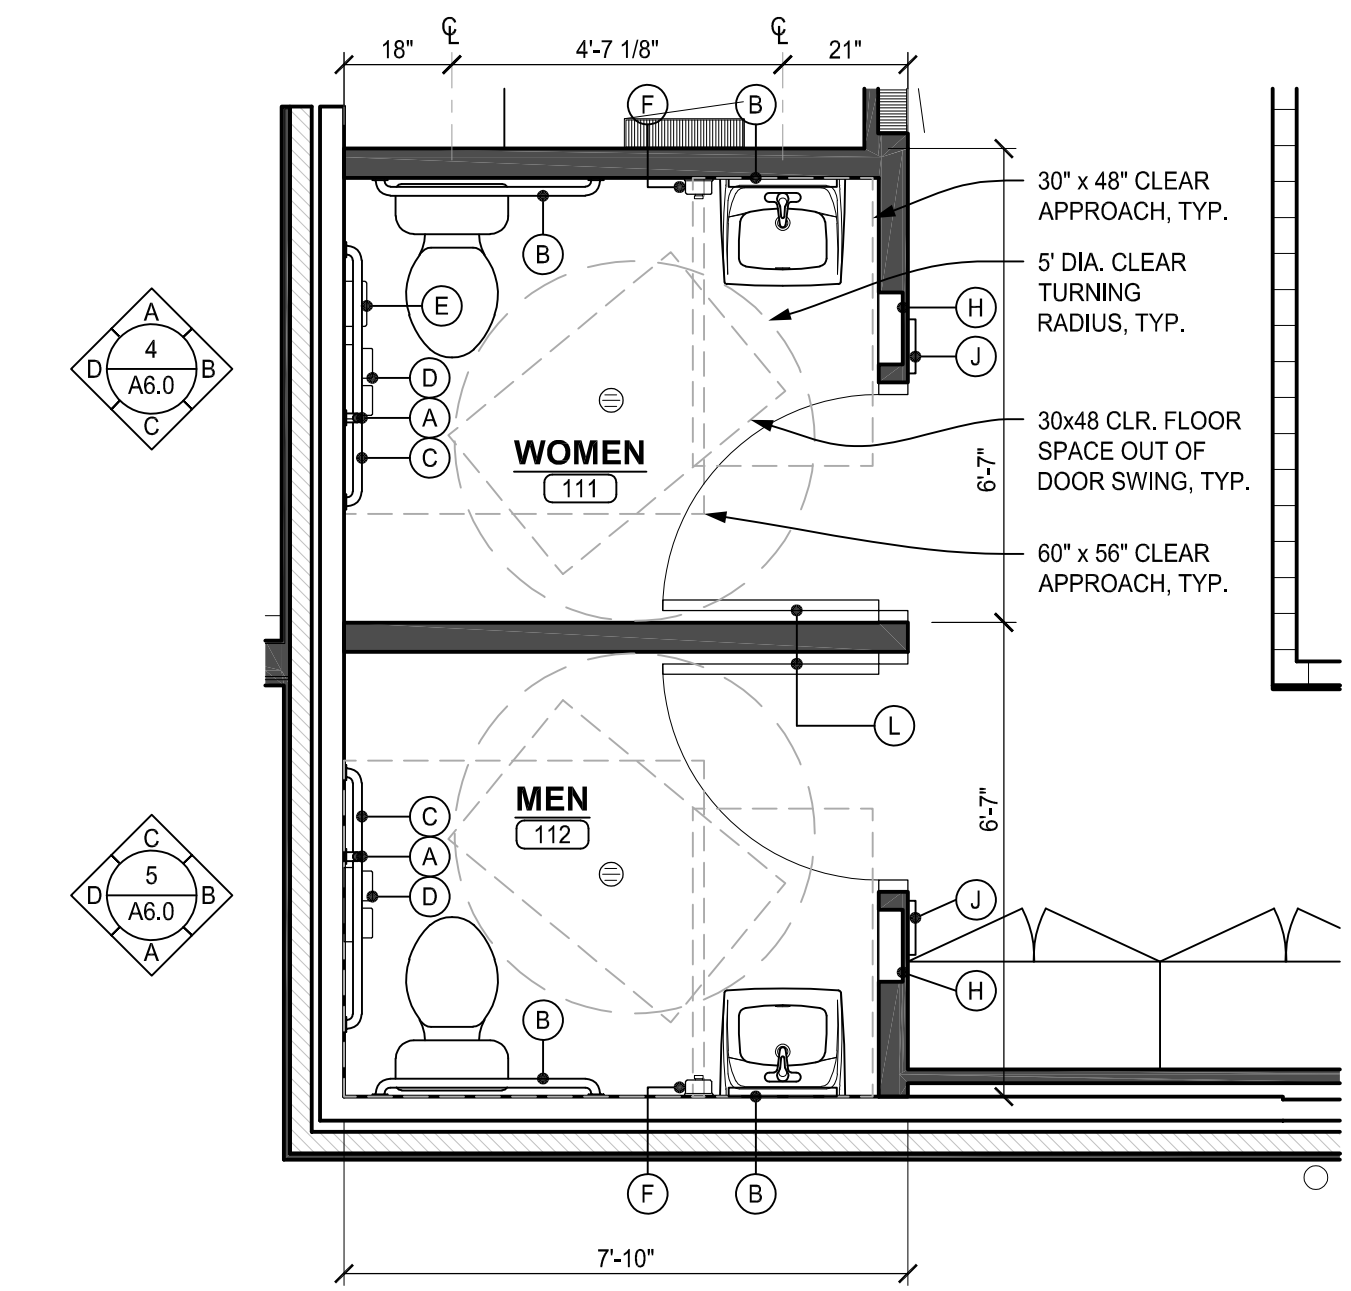 ℄ ℄
18" 4'-7 1/8" 21"
F B
30" x 48" CLEAR
APPROACH, TYP.
B
5' DIA. CLEAR
TURNING
RADIUS, TYP.
E
H
J
A
4
D B
A6.0
C
D
A
C
WOMEN
111
30x48 CLR. FLOOR
SPACE OUT OF
DOOR SWING, TYP.
6'-7"
60" x 56" CLEAR
APPROACH, TYP.
L
MEN
112
6'-7"
C
A
D
C
5
D B
A6.0
A
J
H
B
F B
7'-10"